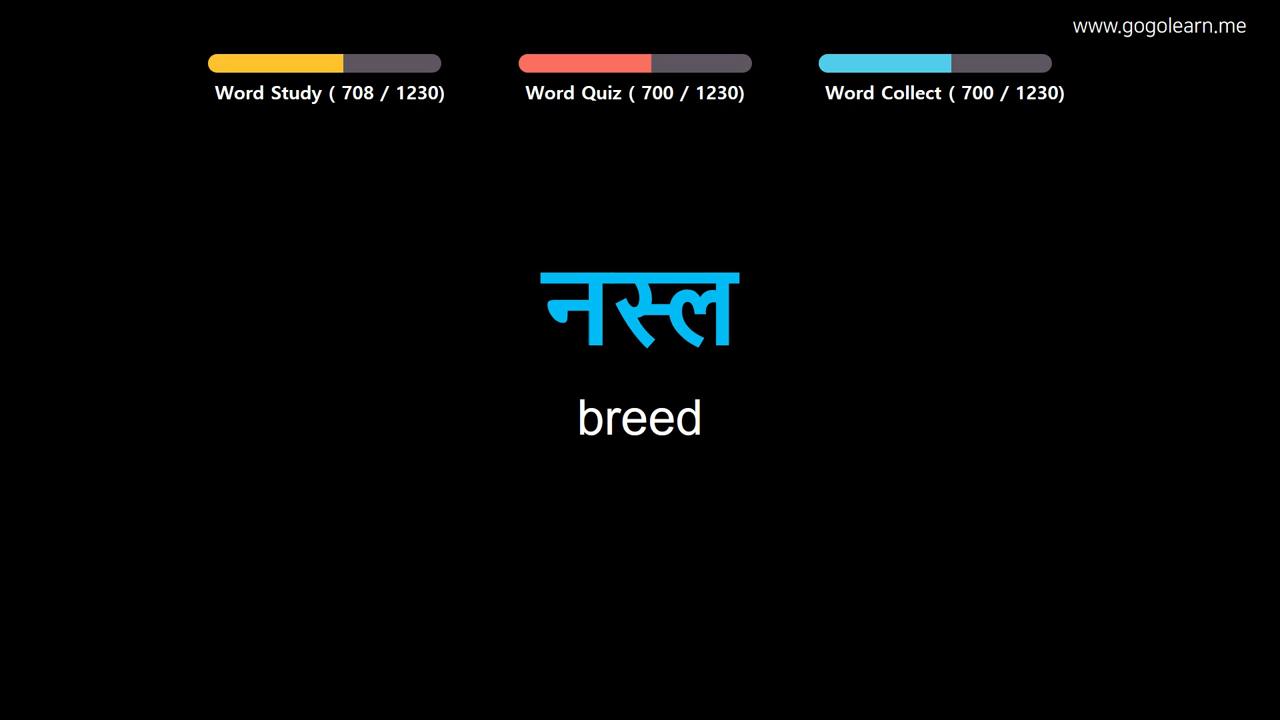 www.gogolearn.me
Word Study ( 708 / 1230)
Word Quiz ( 700 / 1230)
Word Collect ( 700 / 1230)
नस्ल
breed